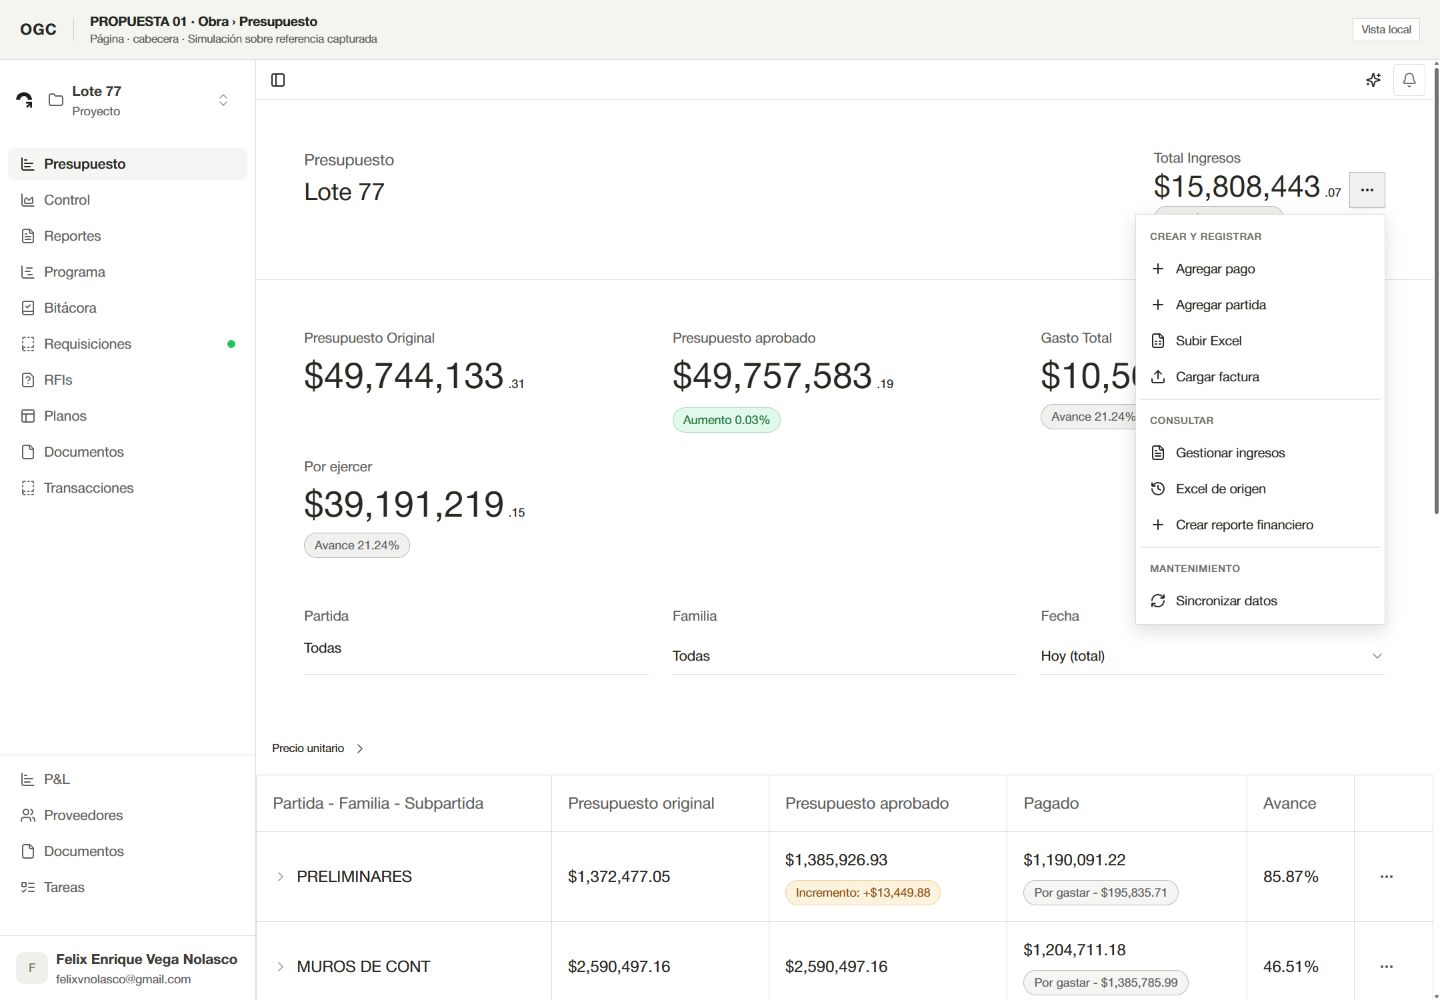 OGC
PROPUESTA 01 · Obra › Presupuesto
Página · cabecera · Simulación sobre referencia capturada
Vista local
Lote 77
Proyecto
Presupuesto
Control
Reportes
Programa
Bitácora
Requisiciones
RFIs
Planos
Documentos
Transacciones
P&L
Proveedores
Documentos
Tareas
F
Felix Enrique Vega Nolasco
felixvnolasco@gmail.com
Presupuesto
Lote 77
Total Ingresos
$15,808,443.07
CREAR Y REGISTRAR
Agregar pago
Agregar partida
Subir Excel
Cargar factura
CONSULTAR
Gestionar ingresos
Excel de origen
Crear reporte financiero
MANTENIMIENTO
Sincronizar datos
Presupuesto Original
$49,744,133.31
Presupuesto aprobado
$49,757,583.19
Aumento 0.03%
Gasto Total
Avance 21.24%
Por ejercer
$39,191,219.15
Avance 21.24%
Partida
Todas
Familia
Todas
Fecha
Hoy (total)
Precio unitario
Partida - Familia - Subpartida
Presupuesto original
Presupuesto aprobado
Pagado
Avance
PRELIMINARES
$1,372,477.05
$1,385,926.93
Incremento: +$13,449.88
$1,190,091.22
Por gastar - $195,835.71
85.87%
MUROS DE CONT
$2,590,497.16
$2,590,497.16
$1,204,711.18
Por gastar - $1,385,785.99
46.51%